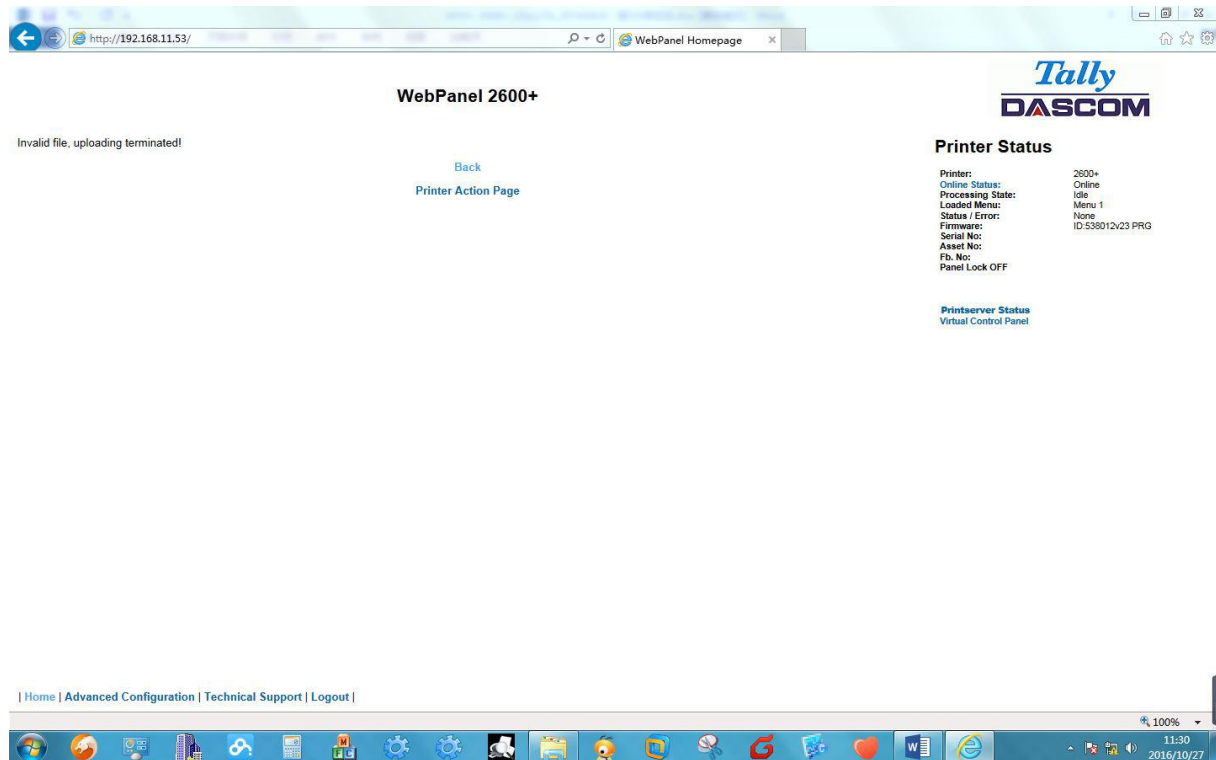 http://192.168.11.53/
WebPanel Homepage
Tally
DASCOM
WebPanel 2600+
Invalid file, uploading terminated!
Back
Printer Action Page
Printer Status
Printer: 2600+
Online Status: Online
Processing State: Idle
Loaded Menu: Menu 1
Status / Error: None
Firmware: ID:538012v23 PRG
Serial No:
Asset No:
Fb. No:
Panel Lock OFF
Printserver Status
Virtual Control Panel
| Home | Advanced Configuration | Technical Support | Logout |
100%
11:30
2016/10/27